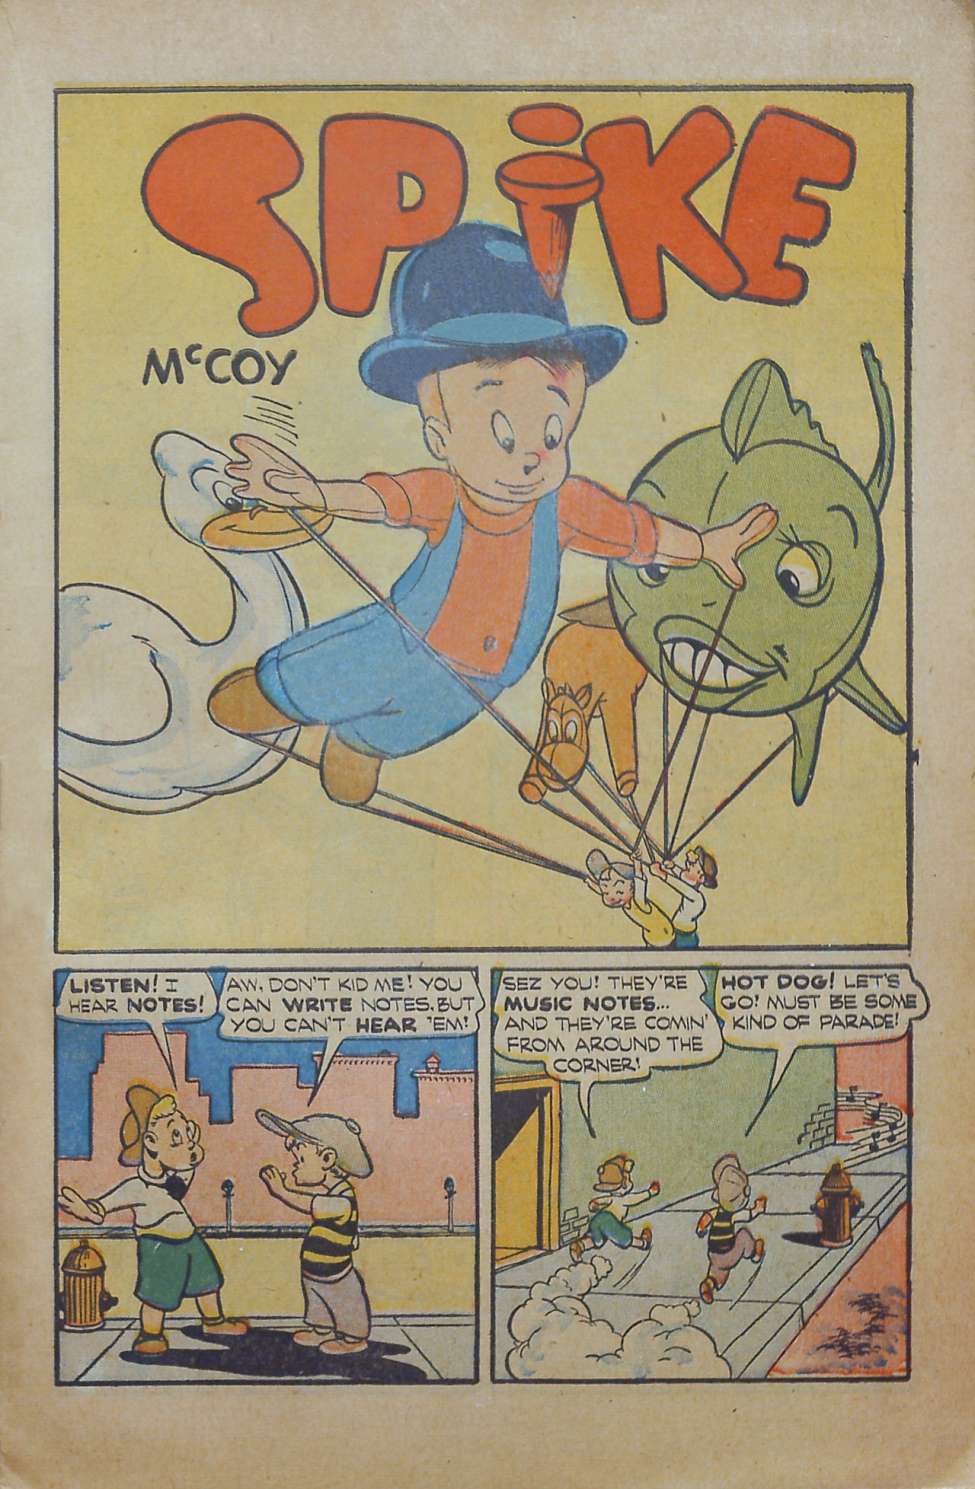 SPiKE
McCOY
LISTEN! I
HEAR NOTES!
AW, DON'T KID ME! YOU
CAN WRITE NOTES, BUT
YOU CAN'T HEAR 'EM!
SEZ YOU! THEY'RE
MUSIC NOTES...
AND THEY'RE COMIN'
FROM AROUND THE
CORNER!
HOT DOG! LET'S
GO! MUST BE SOME
KIND OF PARADE!